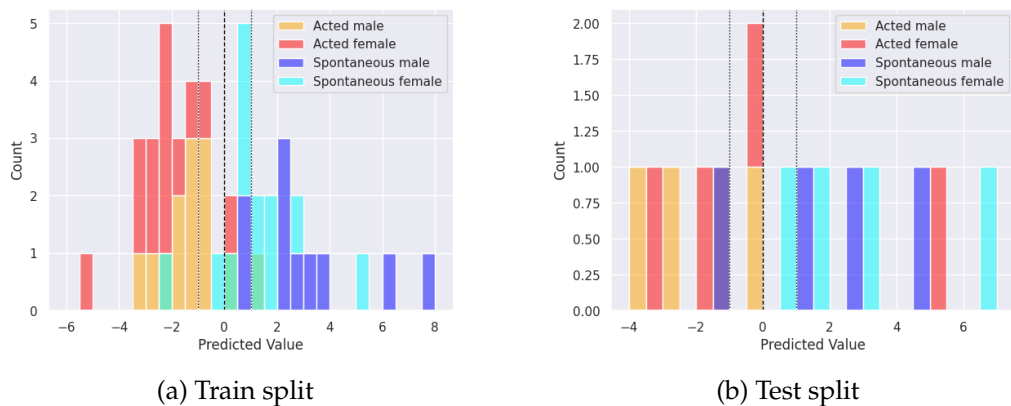 5
4
3
2
1
0
Count
−6 −4 −2 0 2 4 6 8
Predicted Value
Acted male
Acted female
Spontaneous male
Spontaneous female
(a) Train split
2.00
1.75
1.50
1.25
1.00
0.75
0.50
0.25
0.00
Count
−4 −2 0 2 4 6
Predicted Value
Acted male
Acted female
Spontaneous male
Spontaneous female
(b) Test split